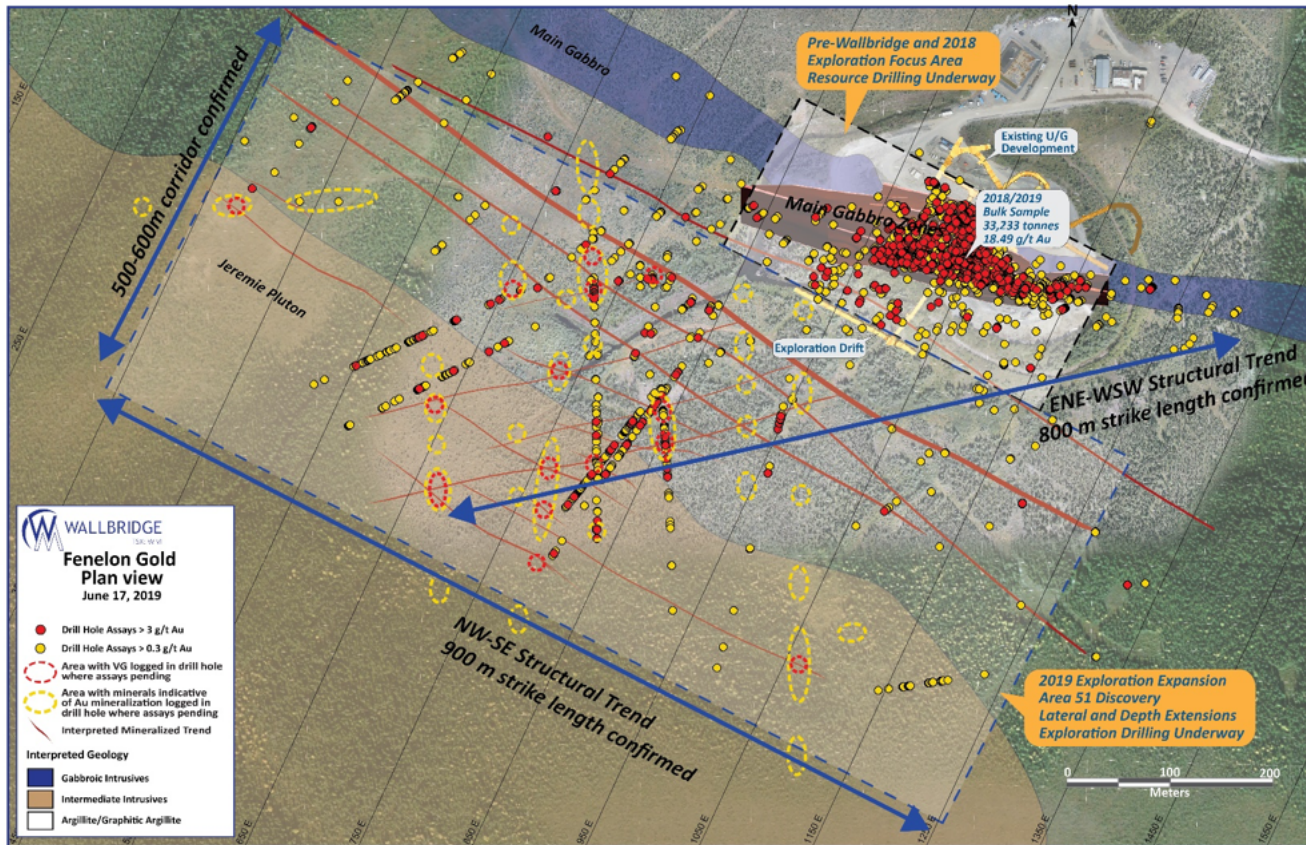 N
Main Gabbro
Pre-Wallbridge and 2018
Exploration Focus Area
Resource Drilling Underway
Existing U/G
Development
2018/2019
Bulk Sample
33,233 tonnes
18.49 g/t Au
Main Gabbro
150 E
500-600m corridor confirmed
Jeremie Pluton
250 E
Exploration Drift
ENE-WSW Structural Trend
800 m strike length confirmed
NW-SE Structural Trend
900 m strike length confirmed
2019 Exploration Expansion
Area 51 Discovery
Lateral and Depth Extensions
Exploration Drilling Underway
WALLBRIDGE
Fenelon Gold
Plan view
June 17, 2019
Drill Hole Assays > 3 g/t Au
Drill Hole Assays > 0.3 g/t Au
Area with VG logged in drill hole
where assays pending
Area with minerals indicative
of Au mineralization logged in
drill hole where assays pending
Interpreted Mineralized Trend
Interpreted Geology
Gabbroic Intrusives
Intermediate Intrusives
Argillite/Graphitic Argillite
0 100 200
Meters
650 E
750 E
950 E
1050 E
1150 E
1250 E
1350 E
1450 E
1550 E